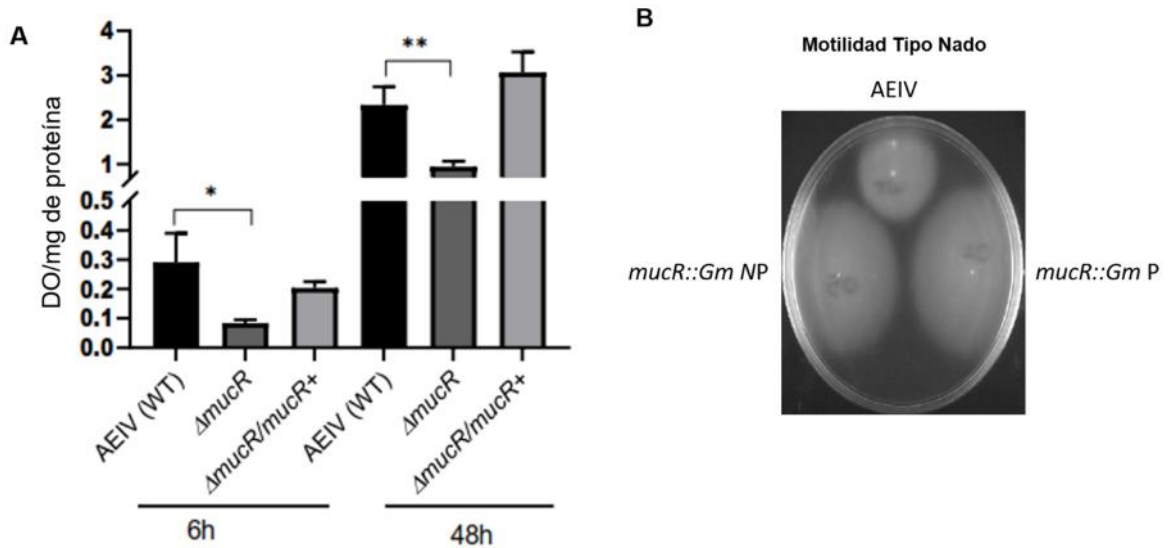 A
DO/mg de proteína
4
3
2
1
0.5
0.4
0.3
0.2
0.1
0.0
*
**
AEIV (WT)
ΔmucR
ΔmucR/mucR+
AEIV (WT)
ΔmucR
ΔmucR/mucR+
6h
48h
B
Motilidad Tipo Nado
AEIV
mucR::Gm NP
mucR::Gm P